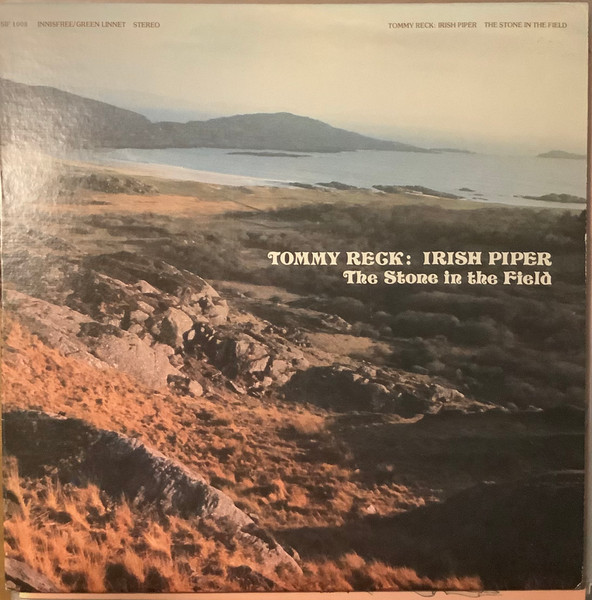 SIF 1008 INNISFREE/GREEN LINNET STEREO
TOMMY RECK: IRISH PIPER THE STONE IN THE FIELD
TOMMY RECK: IRISH PIPER
The Stone in the Field